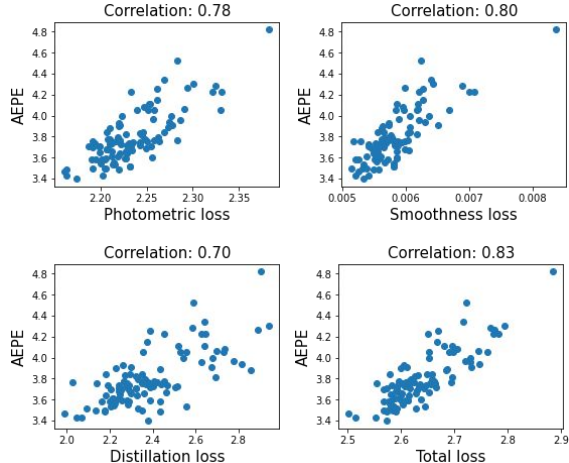 Correlation: 0.78
AEPE
4.8
4.6
4.4
4.2
4.0
3.8
3.6
3.4
2.20 2.25 2.30 2.35
Photometric loss
Correlation: 0.80
AEPE
4.8
4.6
4.4
4.2
4.0
3.8
3.6
3.4
0.005 0.006 0.007 0.008
Smoothness loss
Correlation: 0.70
AEPE
4.8
4.6
4.4
4.2
4.0
3.8
3.6
3.4
2.0 2.2 2.4 2.6 2.8
Distillation loss
Correlation: 0.83
AEPE
4.8
4.6
4.4
4.2
4.0
3.8
3.6
3.4
2.5 2.6 2.7 2.8 2.9
Total loss